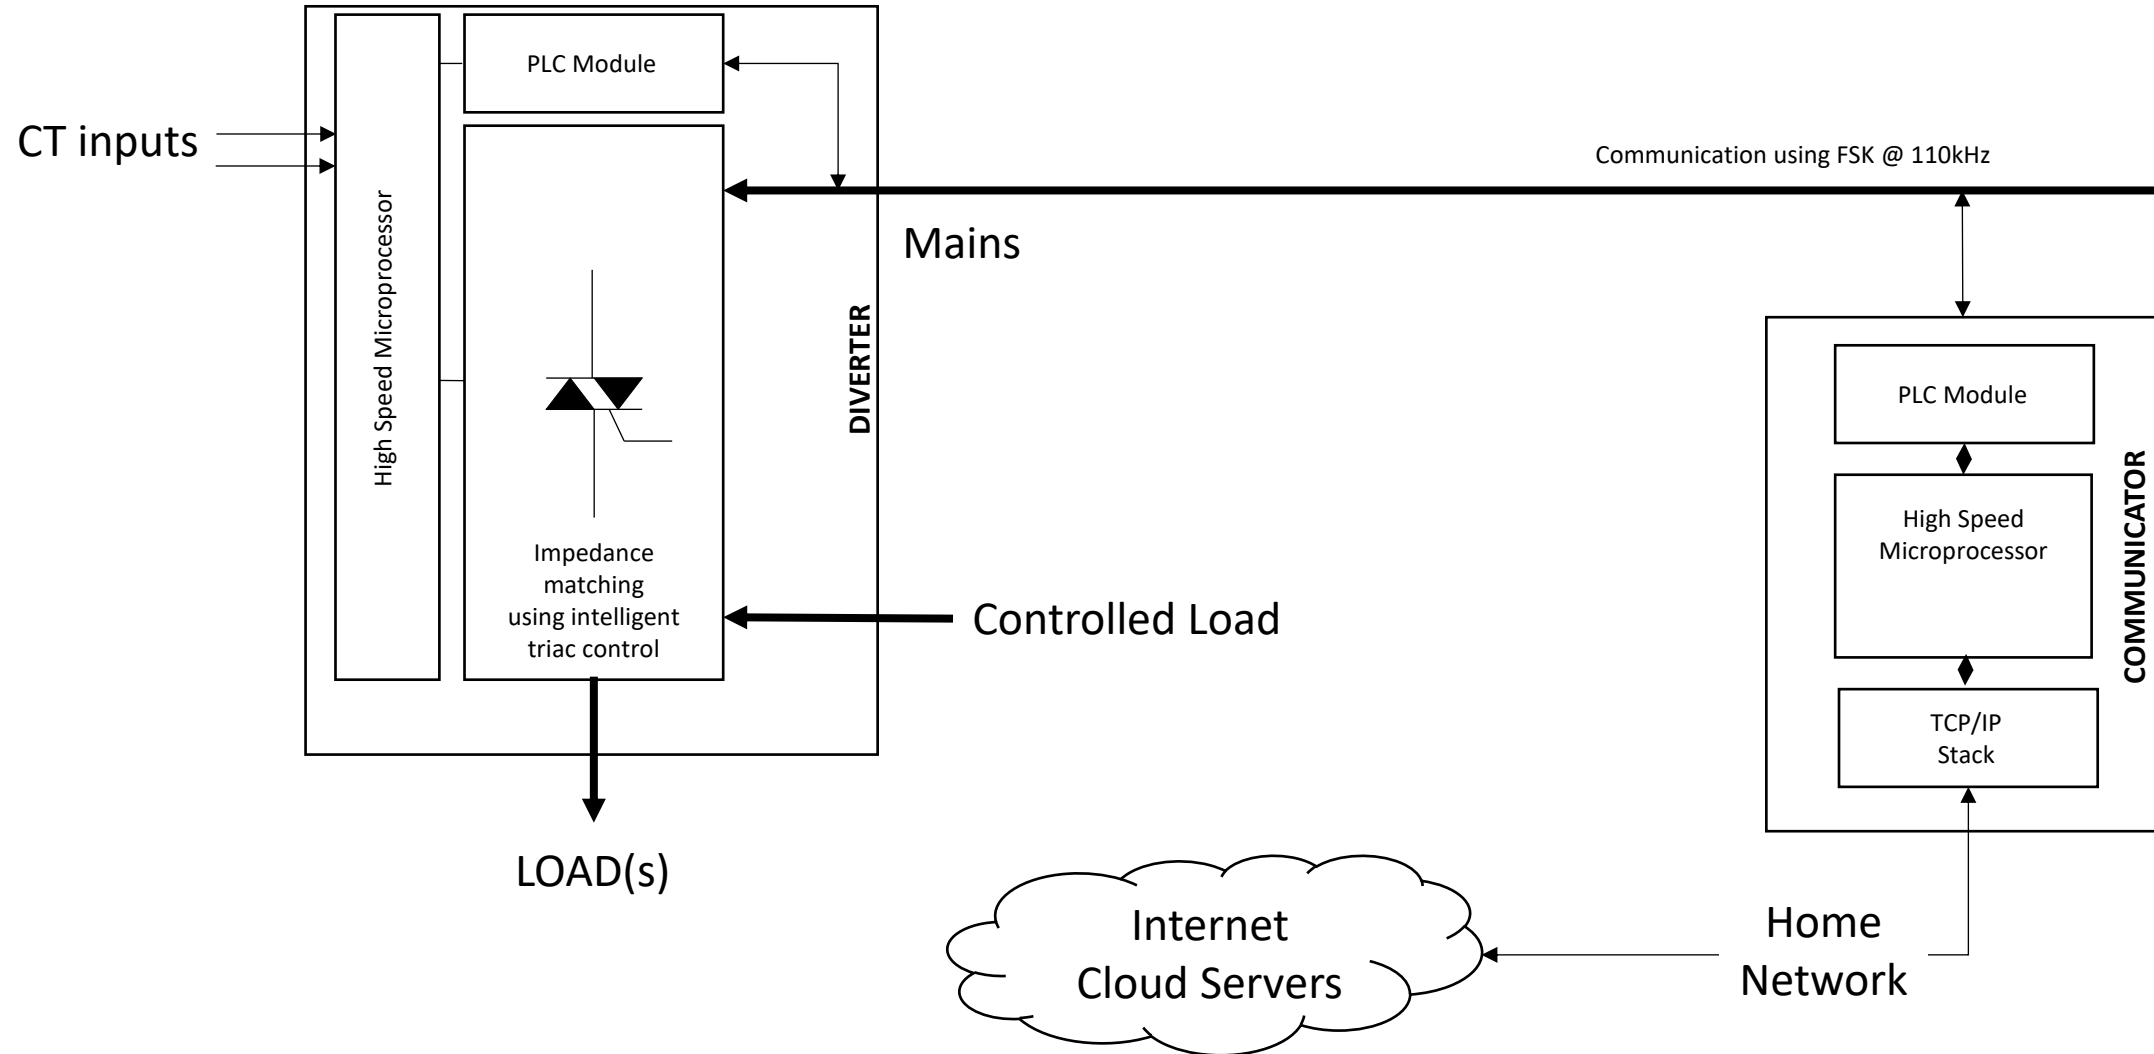 PLC Module
CT inputs
High Speed Microprocessor
Communication using FSK @ 110kHz
Mains
DIVERTER
Impedance
matching
using intelligent
triac control
Controlled Load
LOAD(s)
PLC Module
High Speed
Microprocessor
COMMUNICATOR
TCP/IP
Stack
Internet
Cloud Servers
Home
Network